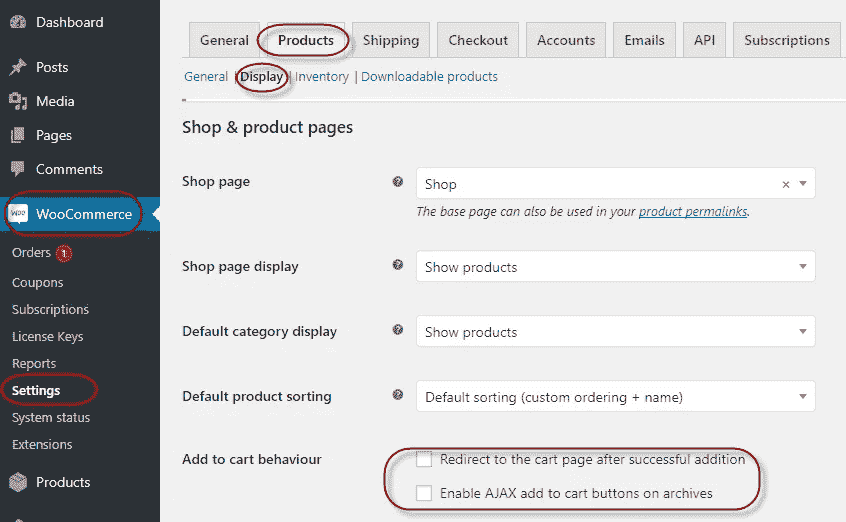 Dashboard
Posts
Media
Pages
Comments
WOO WooCommerce
Orders 1
Coupons
Subscriptions
License Keys
Reports
Settings
System status
Extensions
Products
General Products Shipping Checkout Accounts Emails API Subscriptions
General | Display | Inventory | Downloadable products
Shop & product pages
Shop page ? Shop × 
The base page can also be used in your product permalinks.
Shop page display ? Show products
Default category display ? Show products
Default product sorting ? Default sorting (custom ordering + name)
Add to cart behaviour Redirect to the cart page after successful addition
Enable AJAX add to cart buttons on archives